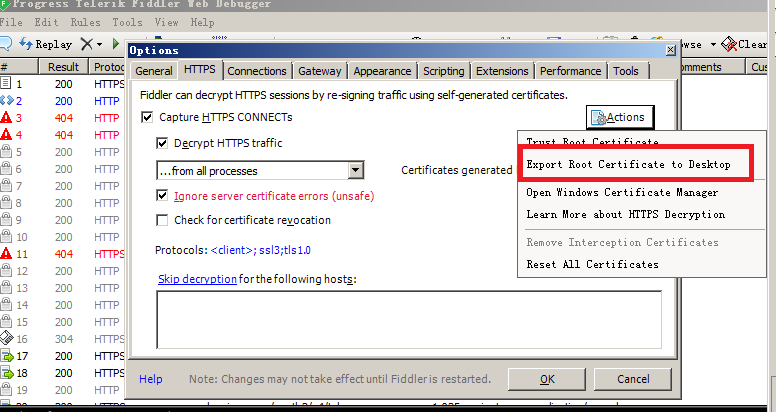 Progress Telerik Fiddler Web Debugger
File Edit Rules Tools View Help
Replay Go
Options
owse Clear
# Result Protoc
omments Cus
General HTTPS Connections Gateway Appearance Scripting Extensions Performance Tools
Fiddler can decrypt HTTPS sessions by re-signing traffic using self-generated certificates.
Capture HTTPS CONNECTs
Actions
Decrypt HTTPS traffic
Trust Root Certificate
...from all processes
Certificates generated
Export Root Certificate to Desktop
Ignore server certificate errors (unsafe)
Open Windows Certificate Manager
Check for certificate revocation
Learn More about HTTPS Decryption
Remove Interception Certificates
Protocols: <client>; ssl3;tls1.0
Reset All Certificates
Skip decryption for the following hosts:
1 200 HTTPS
2 200 HTTPS
3 404 HTTP
4 404 HTTP
5 200 HTTP
6 200 HTTP
7 200 HTTP
8 200 HTTP
9 200 HTTP
10 200 HTTP
11 404 HTTPS
12 200 HTTP
13 200 HTTP
14 200 HTTP
15 200 HTTP
16 304 HTTP
17 200 HTTPS
18 200 HTTPS
19 200 HTTPS
Help Note: Changes may not take effect until Fiddler is restarted. OK Cancel